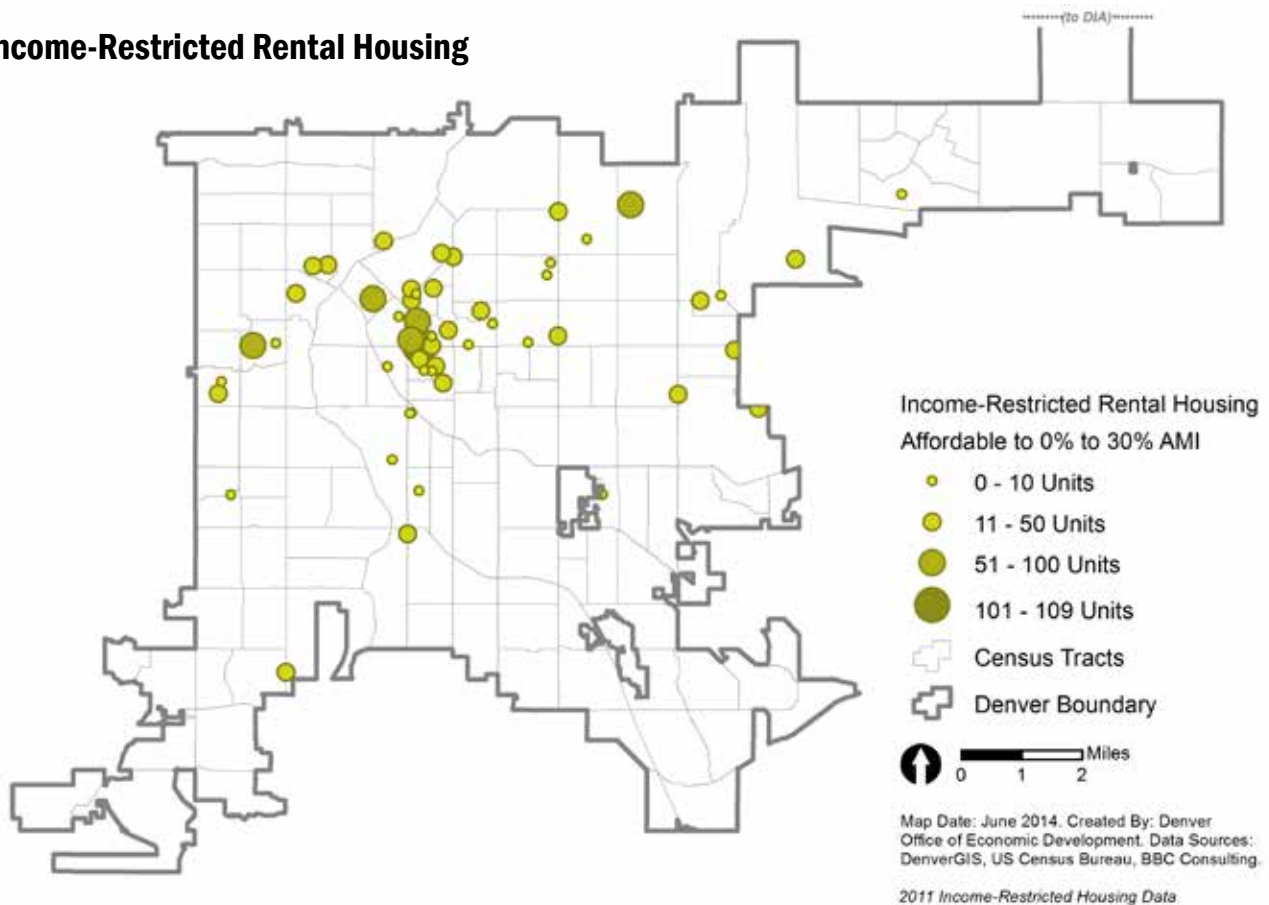 (to DIA)
ncome-Restricted Rental Housing
Income-Restricted Rental Housing
Affordable to 0% to 30% AMI
0 - 10 Units
11 - 50 Units
51 - 100 Units
101 - 109 Units
Census Tracts
Denver Boundary
Miles
0 1 2
Map Date: June 2014. Created By: Denver
Office of Economic Development. Data Sources:
DenverGIS, US Census Bureau, BBC Consulting.
2011 Income-Restricted Housing Data